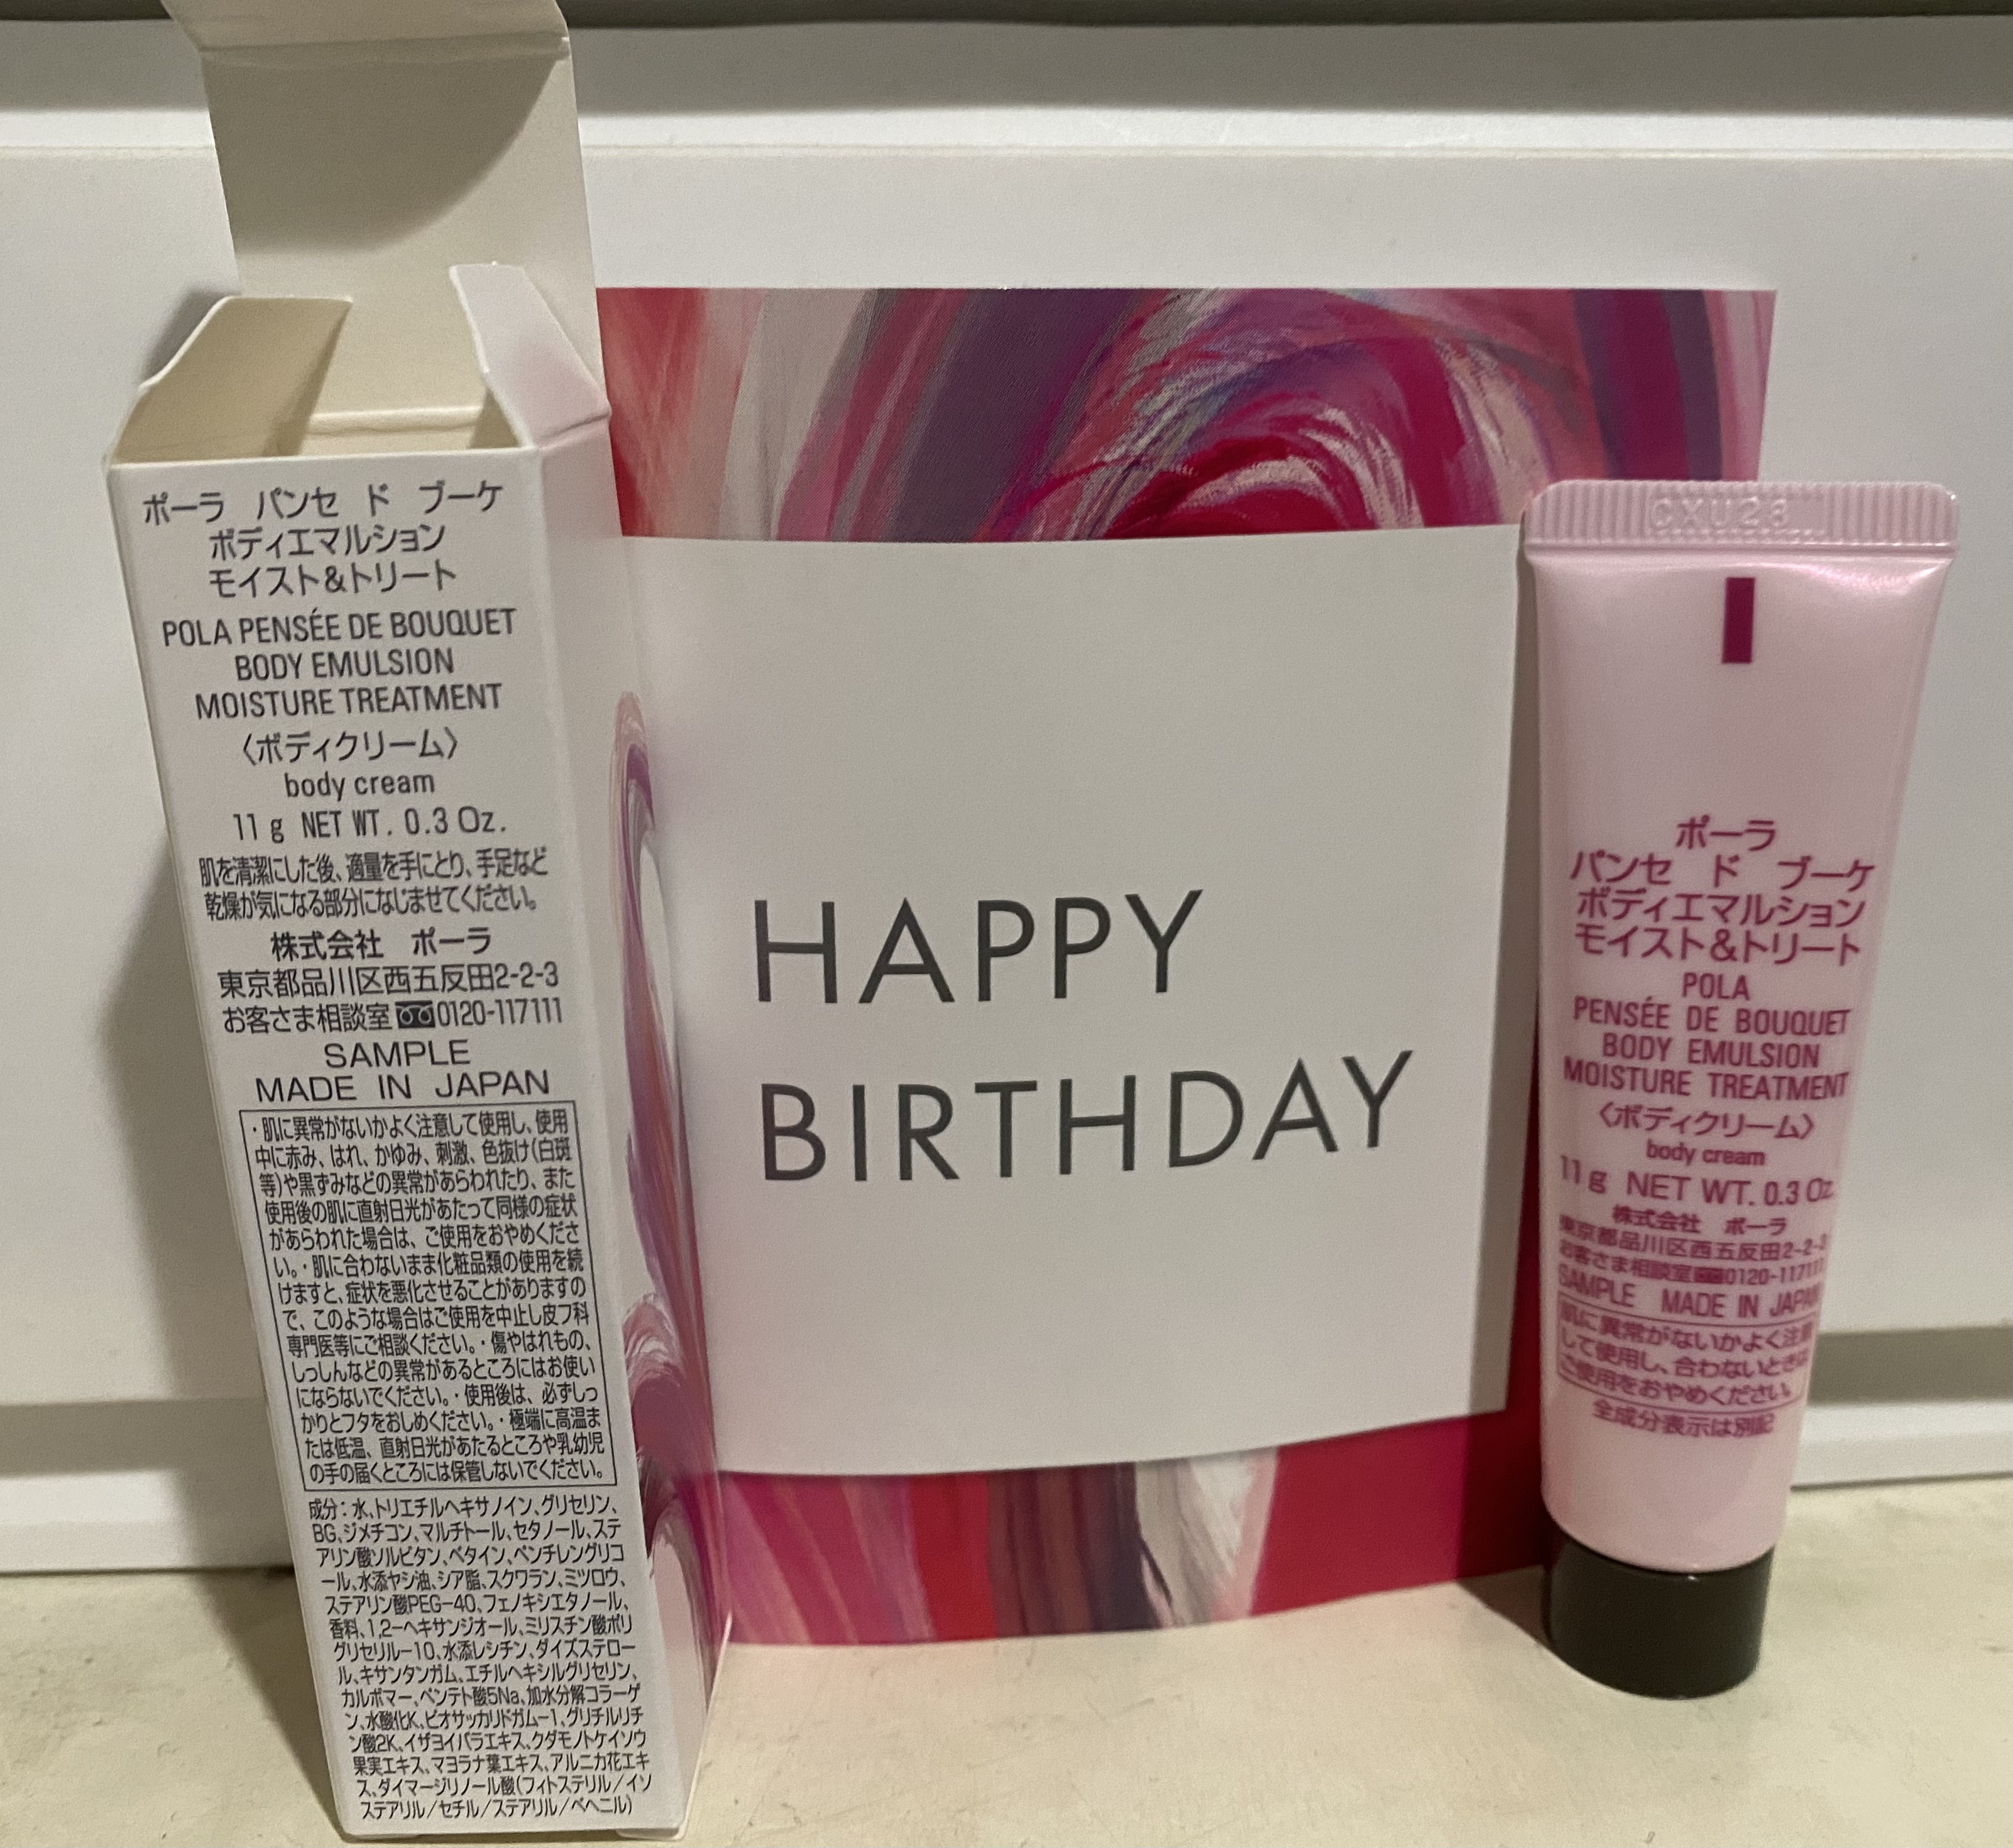 ポーラ パンセ ド ブーケ
ボディエマルション
モイスト&トリート
POLA PENSÉE DE BOUQUET
BODY EMULSION
MOISTURE TREATMENT
〈ボディクリーム〉
body cream
11 g NET WT. 0.3 Oz.
肌を清潔にした後、適量を手にとり、手足など
乾燥が気になる部分になじませてください。
株式会社 ポーラ
東京都品川区西五反田2-2-3
お客さま相談室 0120-117111
SAMPLE
MADE IN JAPAN
・肌に異常がないかよく注意して使用し、使用
中に赤み、はれ、かゆみ、刺激、色抜け(白斑
等)や黒ずみなどの異常があらわれたり、また
使用後の肌に直射日光があたって同様の症状
があらわれた場合は、ご使用をおやめくださ
い。・肌に合わないまま化粧品類の使用を続
けますと、症状を悪化させることがありますの
で、このような場合はご使用を中止し皮フ科
専門医等にご相談ください。・傷やはれもの、
しっしんなどの異常があるところにはお使い
にならないでください。・使用後は、必ずしっ
かりとフタをおしめください。・極端に高温ま
たは低温、直射日光があたるところや乳幼児
の手の届くところには保管しないでください。
成分：水、トリエチルヘキサノイン、グリセリン、
BG、ジメチコン、マルチトール、セタノール、ステ
アリン酸ソルビタン、ベタイン、ペンチレングリコ
ール、水添ヤシ油、シア脂、スクワラン、ミツロウ、
ステアリン酸PEG-40、フェノキシエタノール、
香料、1,2-ヘキサンジオール、ミリスチン酸ポリ
グリセリル-10、水添レシチン、ダイズステロー
ル、キサンタンガム、エチルヘキシルグリセリン、
カルボマー、ペンテト酸5Na、加水分解コラーゲ
ン、水酸化K、ビオサッカリドガム-1、グリチルリチ
ン酸2K、イザヨイバラエキス、クダモノトケイソウ
果実エキス、マヨラナ葉エキス、アルニカ花エキ
ス、ダイマージリノール酸(フィトステリル/イソ
ステアリル/セチル/ステアリル/ベヘニル)
HAPPY
BIRTHDAY
CXU28
ポーラ
パンセ ド ブーケ
ボディエマルション
モイスト&トリート
POLA
PENSÉE DE BOUQUET
BODY EMULSION
MOISTURE TREATMENT
〈ボディクリーム〉
body cream
11 g NET WT. 0.3 Oz.
株式会社 ポーラ
東京都品川区西五反田2-2-3
お客さま相談室 0120-117111
SAMPLE MADE IN JAPAN
肌に異常がないかよく注意
して使用し、合わないときは
ご使用をおやめください。
全成分表示は別記